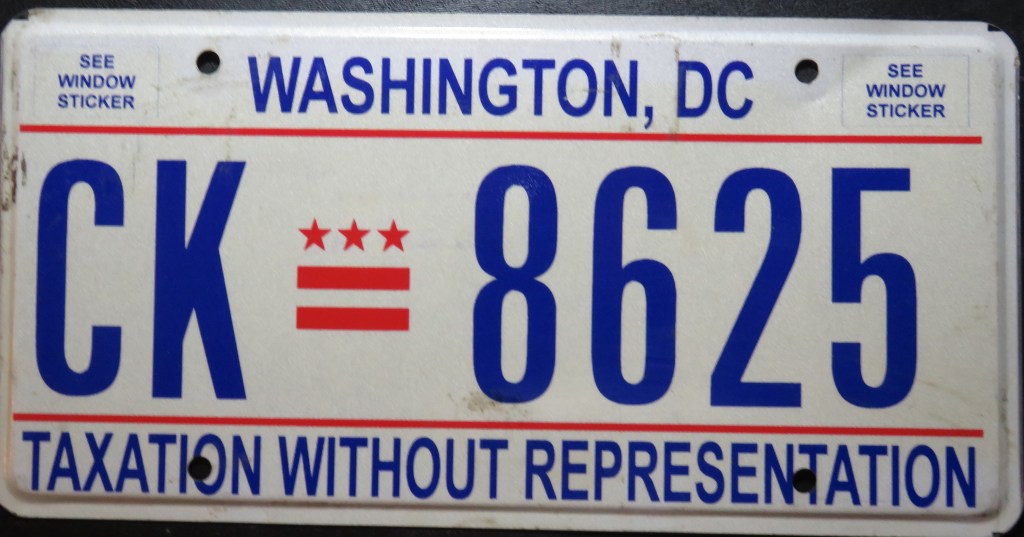 SEE
WINDOW
STICKER
WASHINGTON, DC
SEE
WINDOW
STICKER
CK 8625
TAXATION WITHOUT REPRESENTATION